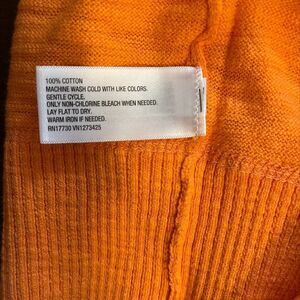 100% COTTON
MACHINE WASH COLD WITH LIKE COLORS.
GENTLE CYCLE.
ONLY NON-CHLORINE BLEACH WHEN NEEDED.
LAY FLAT TO DRY.
WARM IRON IF NEEDED.
RN17730 VN1273425